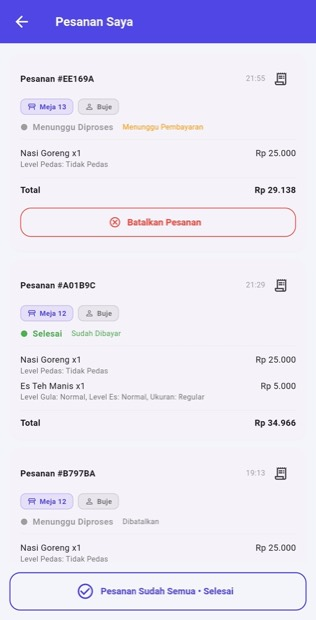 Pesanan Saya
Pesanan #EE169A 21:55
Meja 13 Buje
Menunggu Diproses Menunggu Pembayaran
Nasi Goreng x1 Rp 25.000
Level Pedas: Tidak Pedas
Total Rp 29.138
Batalkan Pesanan
Pesanan #A01B9C 21:29
Meja 12 Buje
Selesai Sudah Dibayar
Nasi Goreng x1 Rp 25.000
Level Pedas: Tidak Pedas
Es Teh Manis x1 Rp 5.000
Level Gula: Normal, Level Es: Normal, Ukuran: Regular
Total Rp 34.966
Pesanan #B797BA 19:13
Meja 12 Buje
Menunggu Diproses Dibatalkan
Nasi Goreng x1 Rp 25.000
Level Pedas: Tidak Pedas
Pesanan Sudah Semua • Selesai